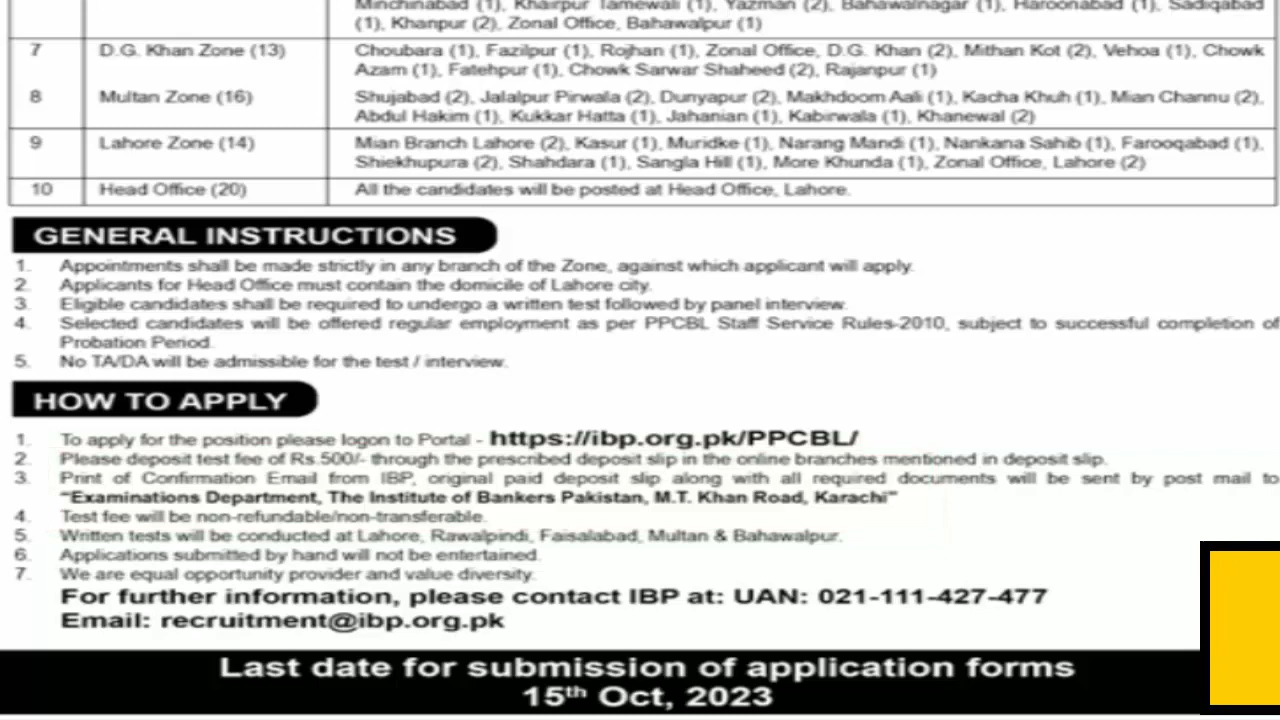 Minchinabad (1), Khairpur Tamewali (1), Yazman (2), Bahawalnagar (1), Haroonabad (1), Sadiqabad
(1), Khanpur (2), Zonal Office, Bahawalpur (1)
7 D.G. Khan Zone (13) Choubara (1), Fazilpur (1), Rojhan (1), Zonal Office, D.G. Khan (2), Mithan Kot (2), Vehoa (1), Chowk
Azam (1), Fatehpur (1), Chowk Sarwar Shaheed (2), Rajanpur (1)
8 Multan Zone (16) Shujabad (2), Jalalpur Pirwala (2), Dunyapur (2), Makhdoom Aali (1), Kacha Khuh (1), Mian Channu (2),
Abdul Hakim (1), Kukkar Hatta (1), Jahanian (1), Kabirwala (1), Khanewal (2)
9 Lahore Zone (14) Mian Branch Lahore (2), Kasur (1), Muridke (1), Narang Mandi (1), Nankana Sahib (1), Farooqabad (1),
Shiekhupura (2), Shahdara (1), Sangla Hill (1), More Khunda (1), Zonal Office, Lahore (2)
10 Head Office (20) All the candidates will be posted at Head Office, Lahore.
GENERAL INSTRUCTIONS
1. Appointments shall be made strictly in any branch of the Zone, against which applicant will apply.
2. Applicants for Head Office must contain the domicile of Lahore city.
3. Eligible candidates shall be required to undergo a written test followed by panel interview.
4. Selected candidates will be offered regular employment as per PPCBL Staff Service Rules-2010, subject to successful completion of
Probation Period.
5. No TA/DA will be admissible for the test / interview.
HOW TO APPLY
1. To apply for the position please logon to Portal - https://ibp.org.pk/PPCBL/
2. Please deposit test fee of Rs.500/- through the prescribed deposit slip in the online branches mentioned in deposit slip.
3. Print of Confirmation Email from IBP, original paid deposit slip along with all required documents will be sent by post mail to
"Examinations Department, The Institute of Bankers Pakistan, M.T. Khan Road, Karachi"
4. Test fee will be non-refundable/non-transferable.
5. Written tests will be conducted at Lahore, Rawalpindi, Faisalabad, Multan & Bahawalpur.
6. Applications submitted by hand will not be entertained.
7. We are equal opportunity provider and value diversity.
For further information, please contact IBP at: UAN: 021-111-427-477
Email: recruitment@ibp.org.pk
Last date for submission of application forms
15th Oct, 2023